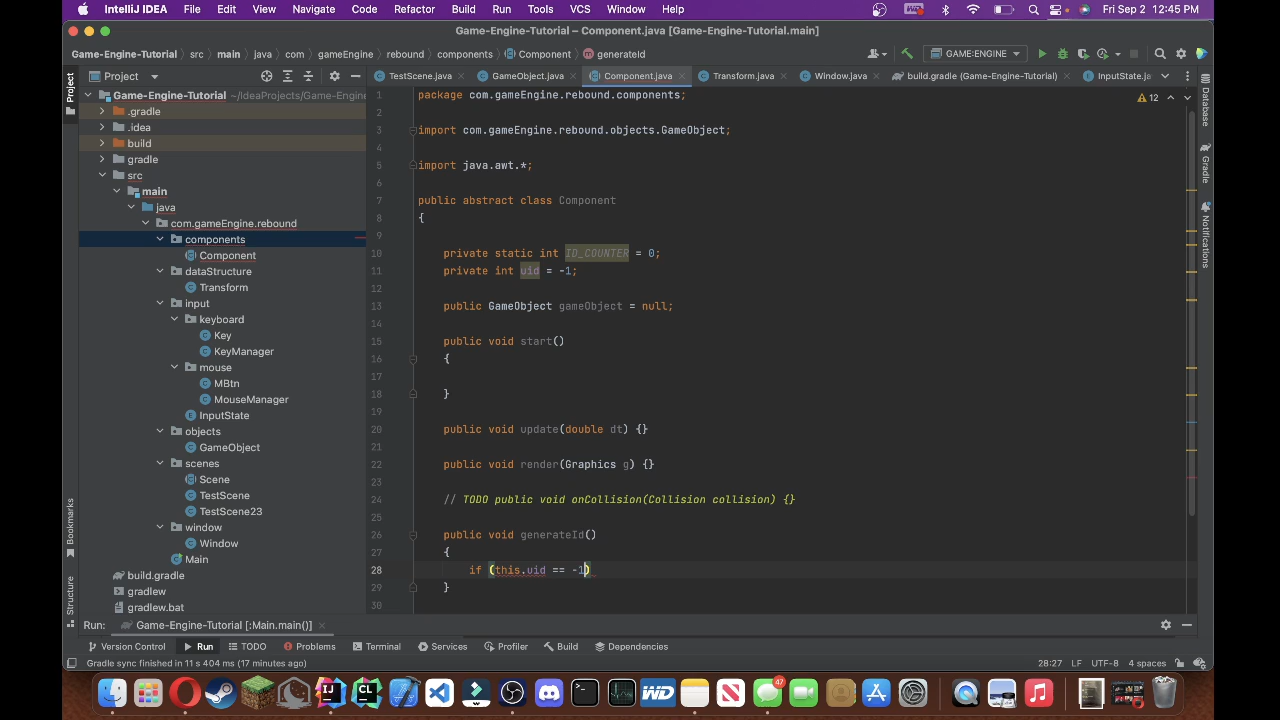 IntelliJ IDEA File Edit View Navigate Code Refactor Build Run Tools VCS Window Help Fri Sep 2 12:45 PM
Game-Engine-Tutorial – Component.java [Game-Engine-Tutorial.main]
Game-Engine-Tutorial src main java com gameEngine rebound components Component generateId GAME:ENGINE
Project TestScene.java GameObject.java Component.java Transform.java Window.java build.gradle (Game-Engine-Tutorial) InputState.ja
Project
Structure
Bookmarks
Database
Gradle
Notifications
Game-Engine-Tutorial ~/IdeaProjects/Game-Engine
.gradle
.idea
build
gradle
src
main
java
com.gameEngine.rebound
components
Component
dataStructure
Transform
input
keyboard
Key
KeyManager
mouse
MBtn
MouseManager
InputState
objects
GameObject
scenes
Scene
TestScene
TestScene23
window
Window
Main
build.gradle
gradlew
gradlew.bat
12
1 package com.gameEngine.rebound.components;
2
3 import com.gameEngine.rebound.objects.GameObject;
4
5 import java.awt.*;
6
7 public abstract class Component
8 {
9
10 private static int ID_COUNTER = 0;
11 private int uid = -1;
12
13 public GameObject gameObject = null;
14
15 public void start()
16 {
17
18 }
19
20 public void update(double dt) {}
21
22 public void render(Graphics g) {}
23
24 // TODO public void onCollision(Collision collision) {}
25
26 public void generateId()
27 {
28 if (this.uid == -1)
29 }
30
Run: Game-Engine-Tutorial [:Main.main()]
Version Control Run TODO Problems Terminal Services Profiler Build Dependencies
Gradle sync finished in 11 s 404 ms (17 minutes ago) 28:27 LF UTF-8 4 spaces
IJ CL WD 47